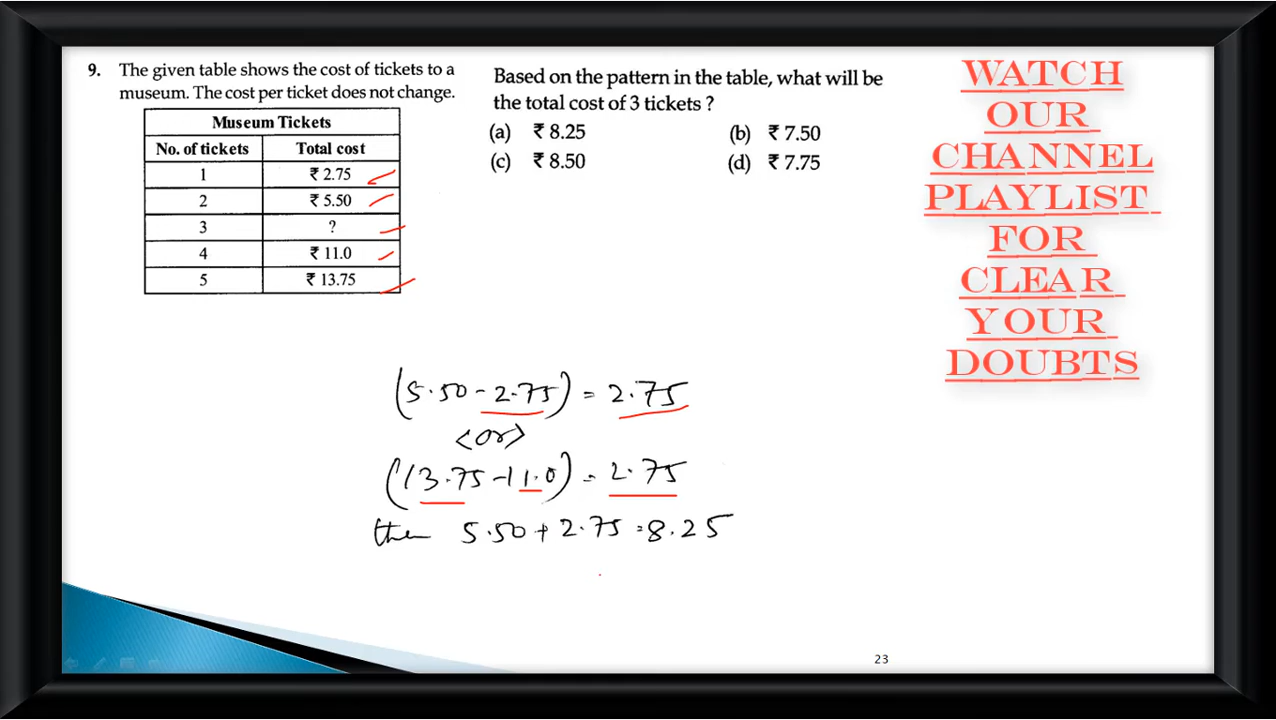 9. The given table shows the cost of tickets to a
museum. The cost per ticket does not change.
Museum Tickets
No. of tickets Total cost
1 ₹ 2.75
2 ₹ 5.50
3 ?
4 ₹ 11.0
5 ₹ 13.75
Based on the pattern in the table, what will be
the total cost of 3 tickets ?
(a) ₹ 8.25 (b) ₹ 7.50
(c) ₹ 8.50 (d) ₹ 7.75
WATCH
OUR
CHANNEL
PLAYLIST
FOR
CLEAR
YOUR
DOUBTS
(5.50 - 2.75) = 2.75
<or>
(13.75 - 11.0) = 2.75
then 5.50 + 2.75 = 8.25
23